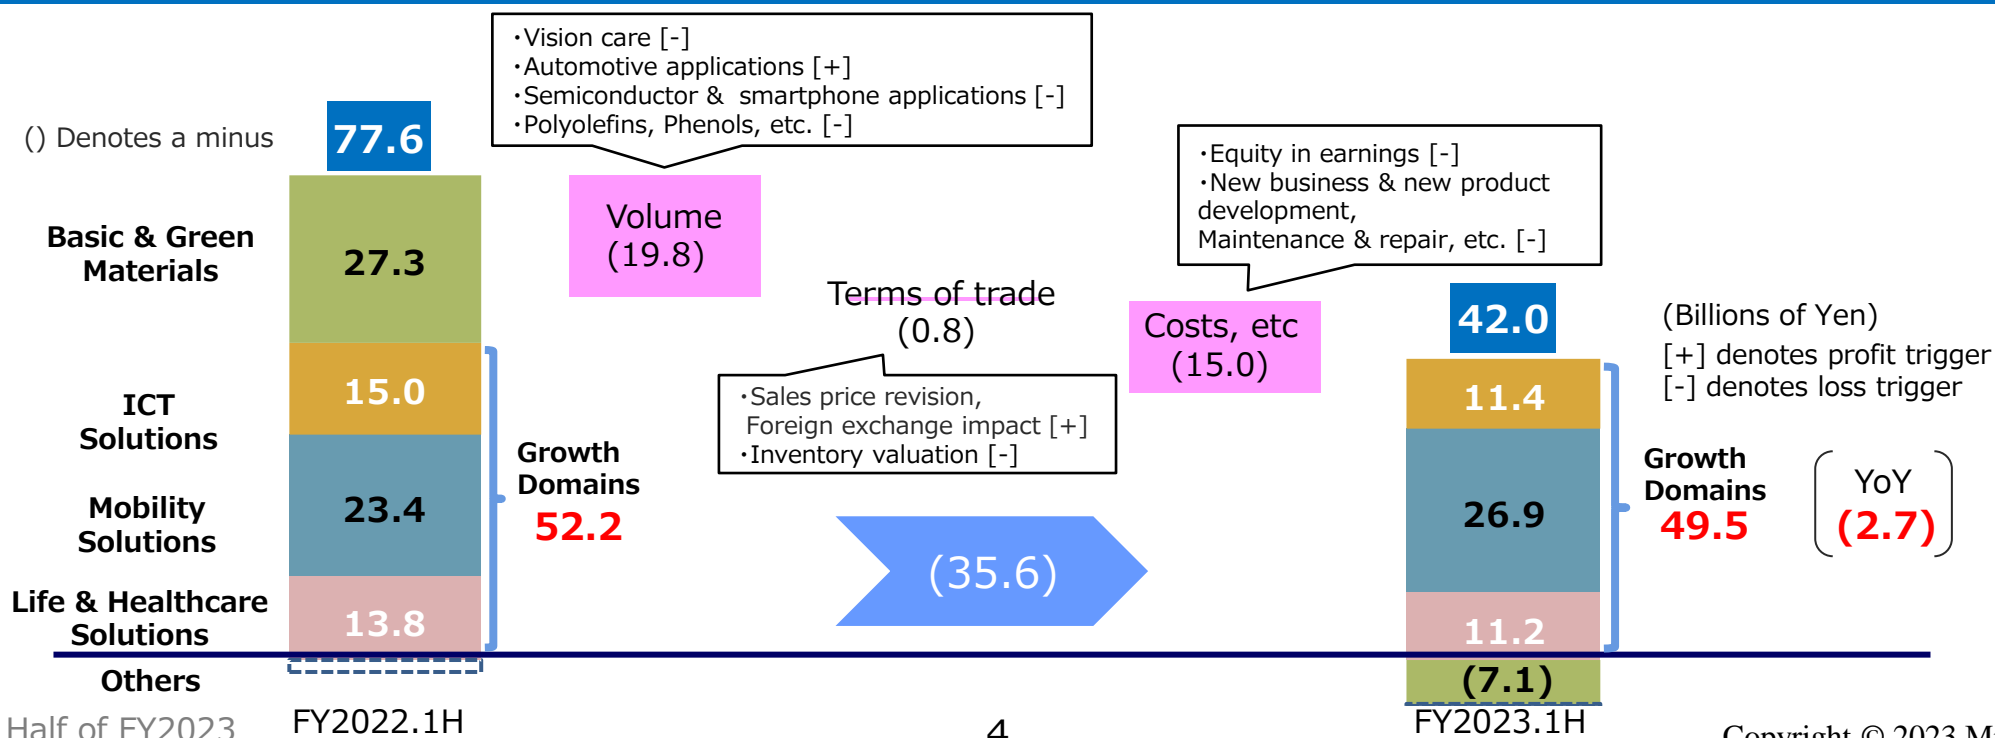 ・Vision care [-]
・Automotive applications [+]
・Semiconductor & smartphone applications [-]
・Polyolefins, Phenols, etc. [-]
() Denotes a minus
77.6
Basic & Green
Materials
27.3
Volume
(19.8)
・Equity in earnings [-]
・New business & new product
development,
Maintenance & repair, etc. [-]
Terms of trade
(0.8)
・Sales price revision,
Foreign exchange impact [+]
・Inventory valuation [-]
Costs, etc
(15.0)
42.0
(Billions of Yen)
[+] denotes profit trigger
[-] denotes loss trigger
ICT
Solutions
15.0
11.4
Mobility
Solutions
23.4
Growth
Domains
52.2
(35.6)
26.9
Growth
Domains
49.5
YoY
(2.7)
Life & Healthcare
Solutions
13.8
11.2
Others
(7.1)
FY2022.1H
FY2023.1H
Half of FY2023
4
Copyright © 2023 M